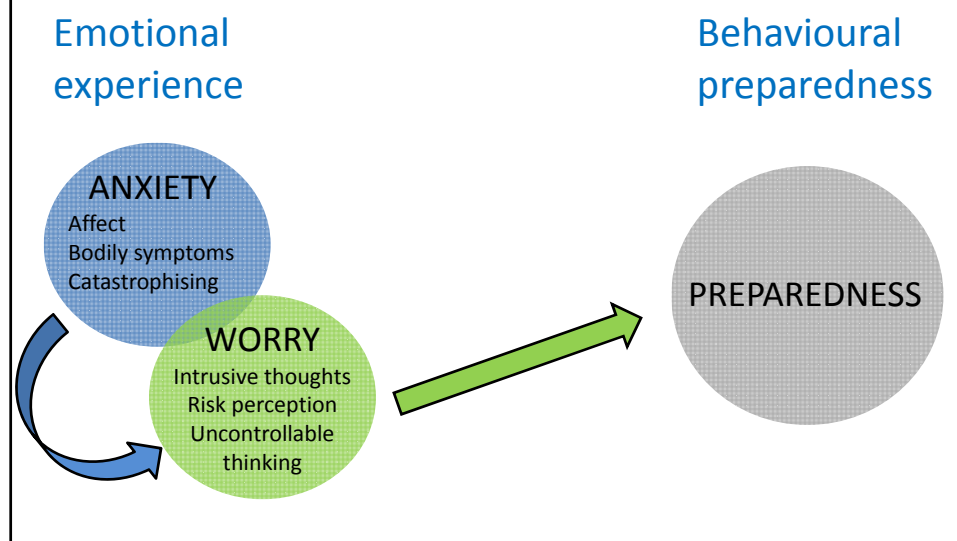 Emotional
experience
Behavioural
preparedness
ANXIETY
Affect
Bodily symptoms
Catastrophising
WORRY
Intrusive thoughts
Risk perception
Uncontrollable
thinking
PREPAREDNESS